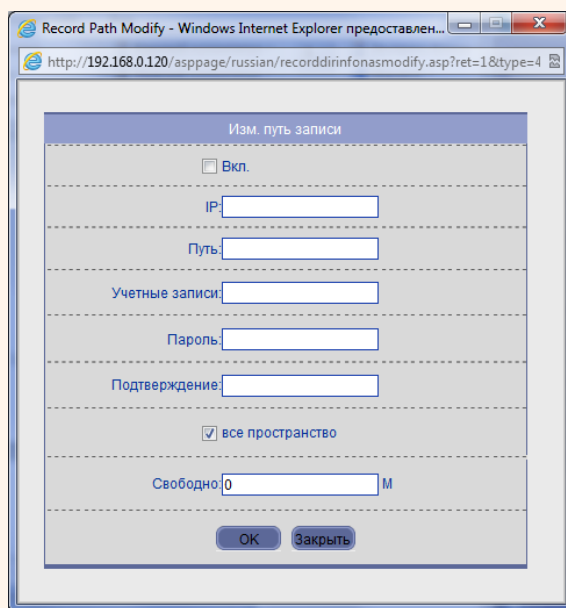 Record Path Modify - Windows Internet Explorer предоставлен...
http://192.168.0.120/asppage/russian/recorddirinfonasmodify.asp?ret=1&type=4
Изм. путь записи
Вкл.
IP:
Путь:
Учетные записи:
Пароль:
Подтверждение:
все пространство
Свободно: 0 M
OK Закрыть